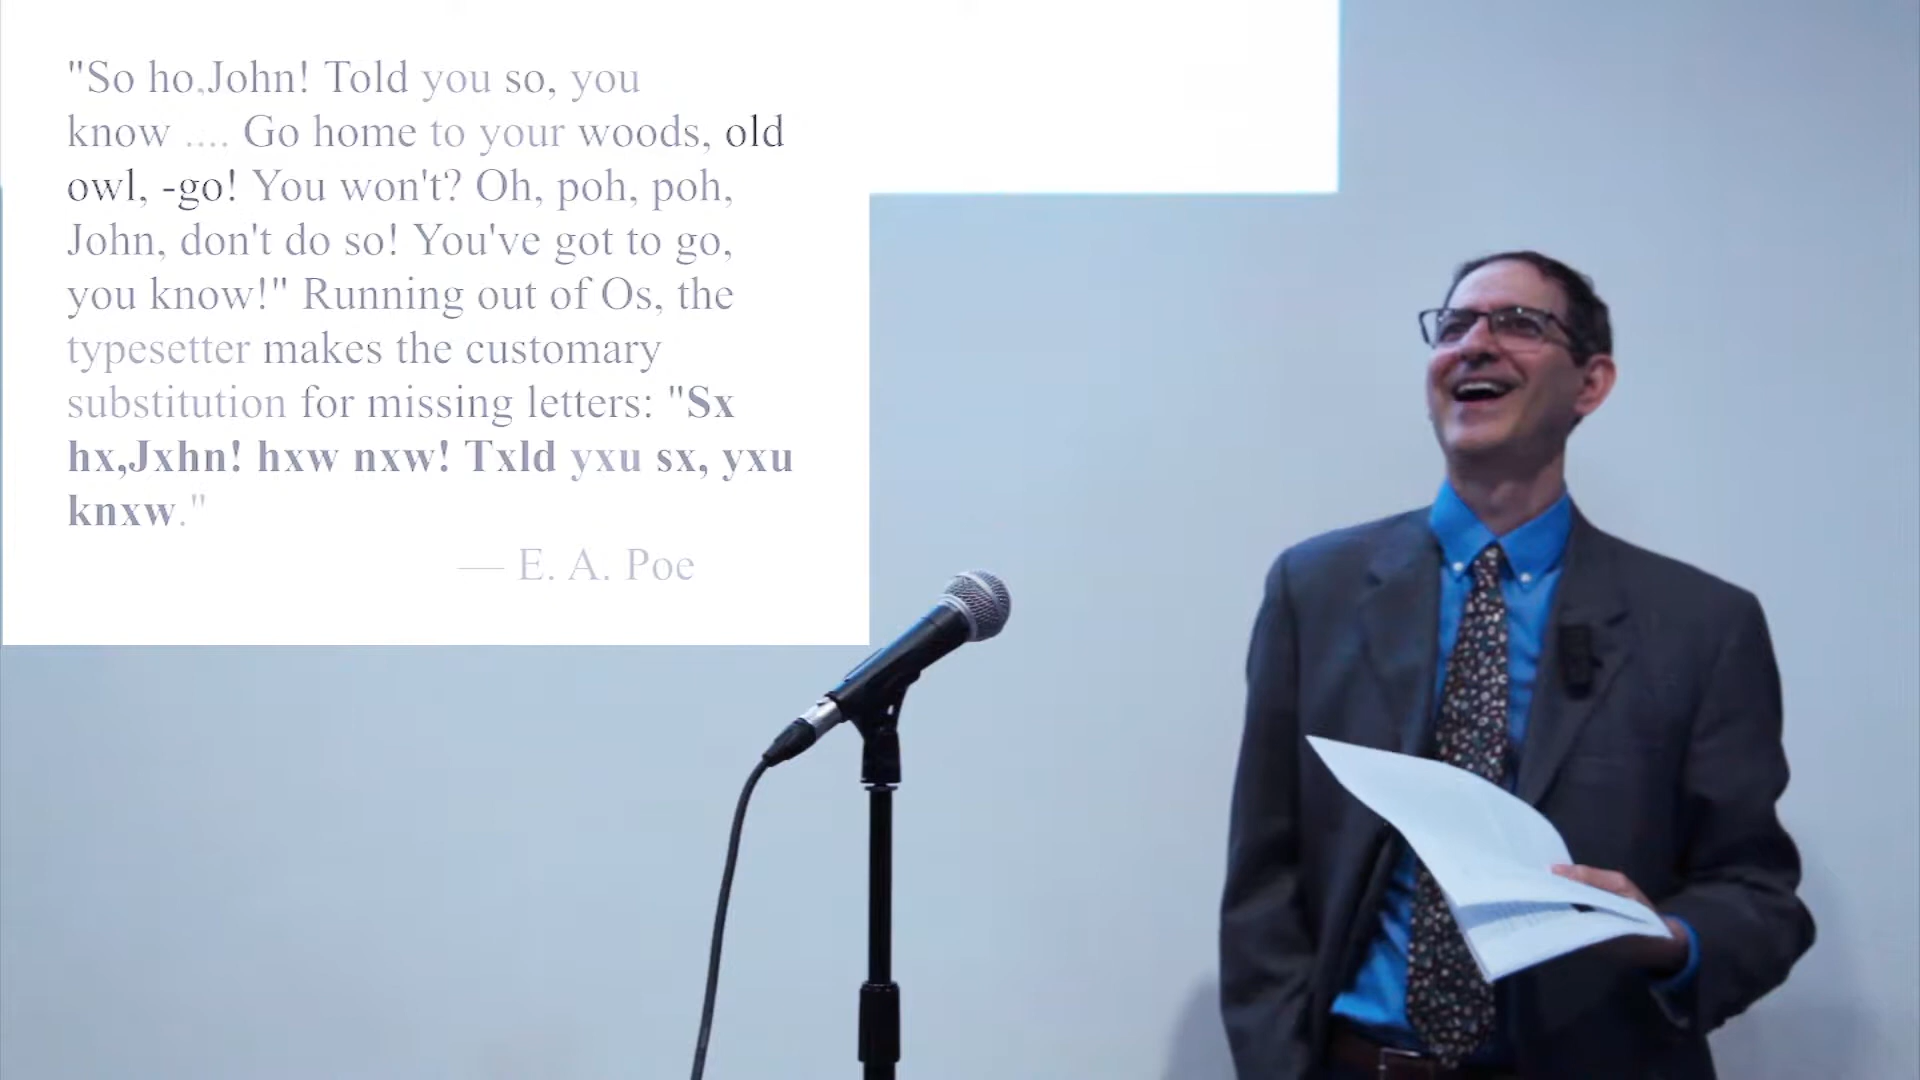 "So ho,John! Told you so, you
know .... Go home to your woods, old
owl, -go! You won't? Oh, poh, poh,
John, don't do so! You've got to go,
you know!" Running out of Os, the
typesetter makes the customary
substitution for missing letters: "Sx
hx,Jxhn! hxw nxw! Txld yxu sx, yxu
knxw."
— E. A. Poe